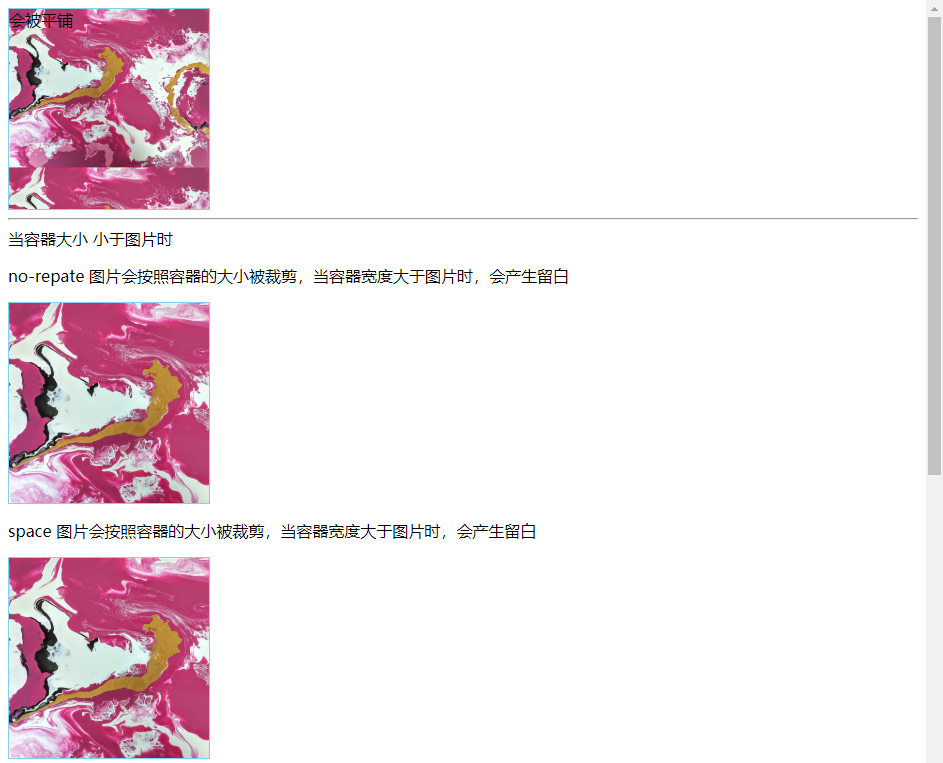 会被平铺
当容器大小 小于图片时
no-repate 图片会按照容器的大小被裁剪，当容器宽度大于图片时，会产生留白
space 图片会按照容器的大小被裁剪，当容器宽度大于图片时，会产生留白